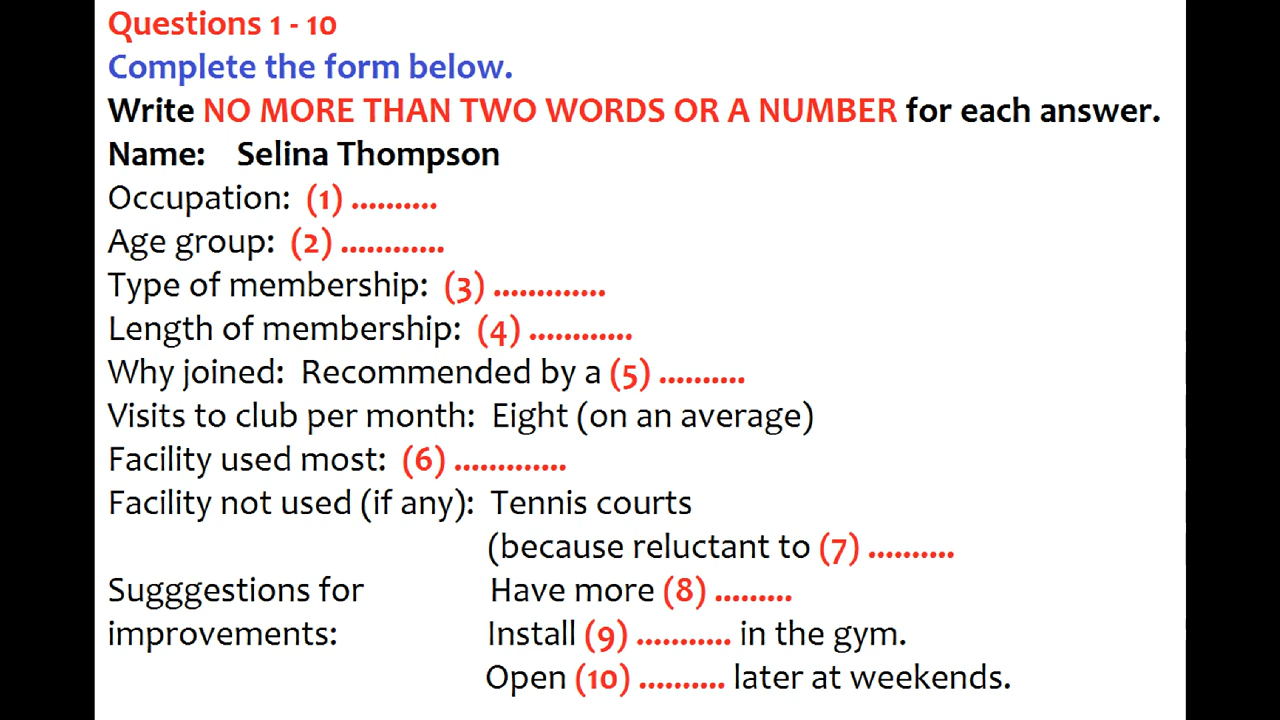 Questions 1 - 10
Complete the form below.
Write NO MORE THAN TWO WORDS OR A NUMBER for each answer.
Name: Selina Thompson
Occupation: (1) ..........
Age group: (2) ............
Type of membership: (3) .............
Length of membership: (4) ............
Why joined: Recommended by a (5) ..........
Visits to club per month: Eight (on an average)
Facility used most: (6) .............
Facility not used (if any): Tennis courts
(because reluctant to (7) ..........
Sugggestions for Have more (8) .........
improvements: Install (9) ........... in the gym.
Open (10) .......... later at weekends.